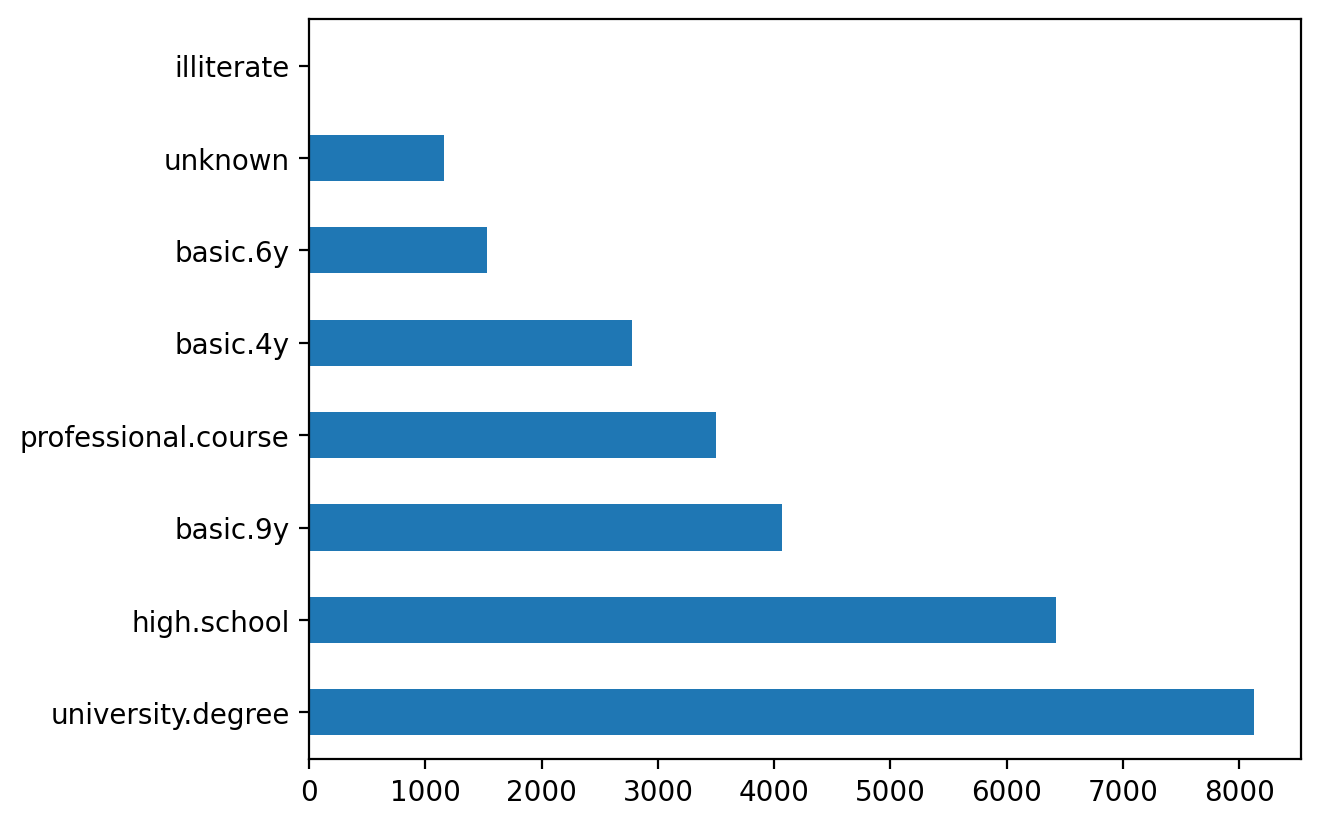 illiterate
unknown
basic.6y
basic.4y
professional.course
basic.9y
high.school
university.degree
0 1000 2000 3000 4000 5000 6000 7000 8000